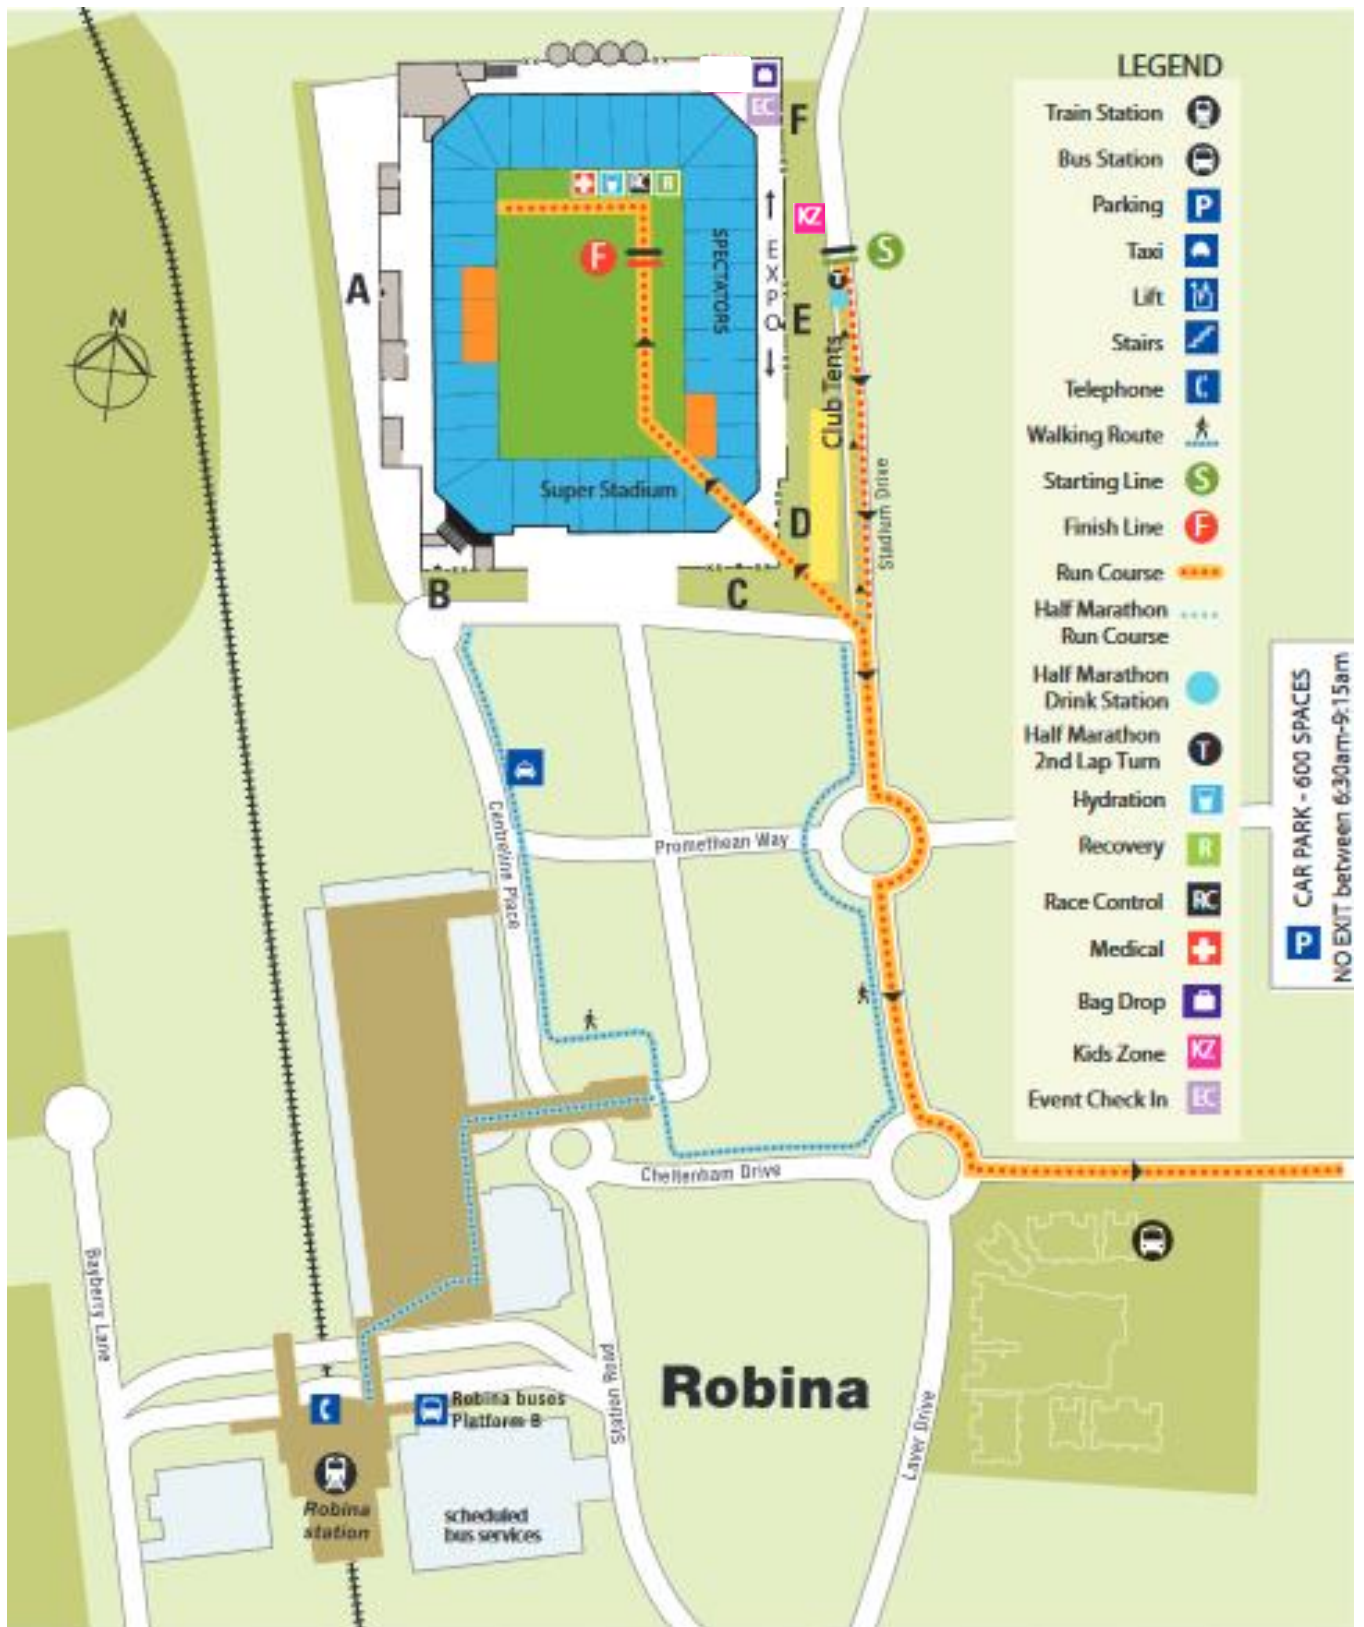 LEGEND
Train Station
Bus Station
Parking
P
Taxi
Lift
Stairs
Telephone
Walking Route
Starting Line
S
Finish Line
F
Run Course
Half Marathon
Run Course
Half Marathon
Drink Station
Half Marathon
2nd Lap Turn
T
Hydration
Recovery
R
Race Control
RC
Medical
Bag Drop
Kids Zone
KZ
Event Check In
EC
EC
F
KZ
RC
R
SPECTATORS
EXPO
S
F
A
N
E
Club Tents
Stadium Drive
Super Stadium
D
B
C
P CAR PARK - 600 SPACES
NO EXIT between 6:30am-9:15am
Centreline Place
Promethean Way
Cheltenham Drive
Bayberry Lane
Station Road
Robina
Laver Drive
Robina buses
Platform B
Robina
station
scheduled
bus services